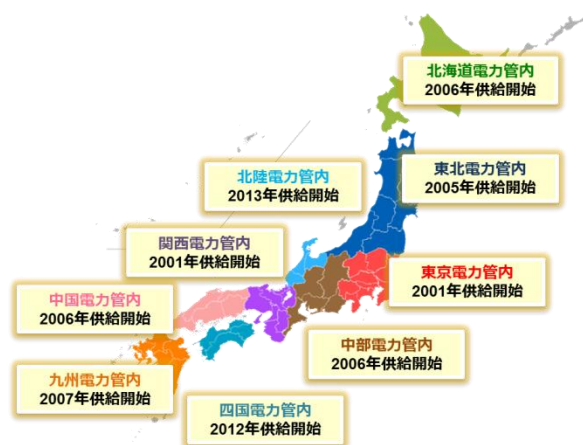 北海道電力管内
2006年供給開始
東北電力管内
2005年供給開始
北陸電力管内
2013年供給開始
関西電力管内
2001年供給開始
東京電力管内
2001年供給開始
中国電力管内
2006年供給開始
中部電力管内
2006年供給開始
九州電力管内
2007年供給開始
四国電力管内
2012年供給開始